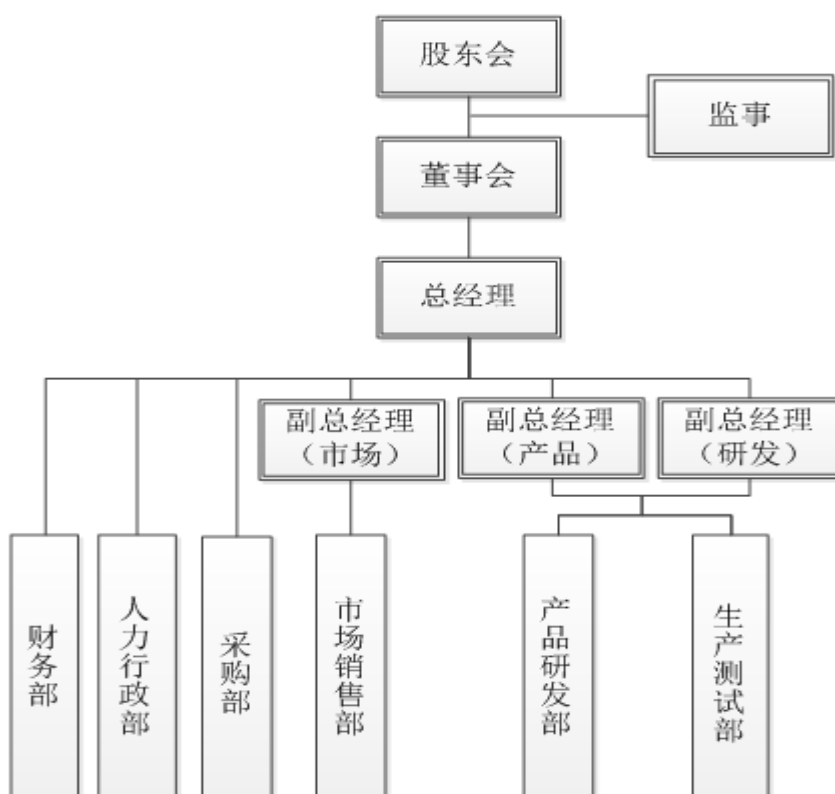 股东会
监事
董事会
总经理
副总经理
（市场）
副总经理
（产品）
副总经理
（研发）
财务部
人力行政部
采购部
市场销售部
产品研发部
生产测试部